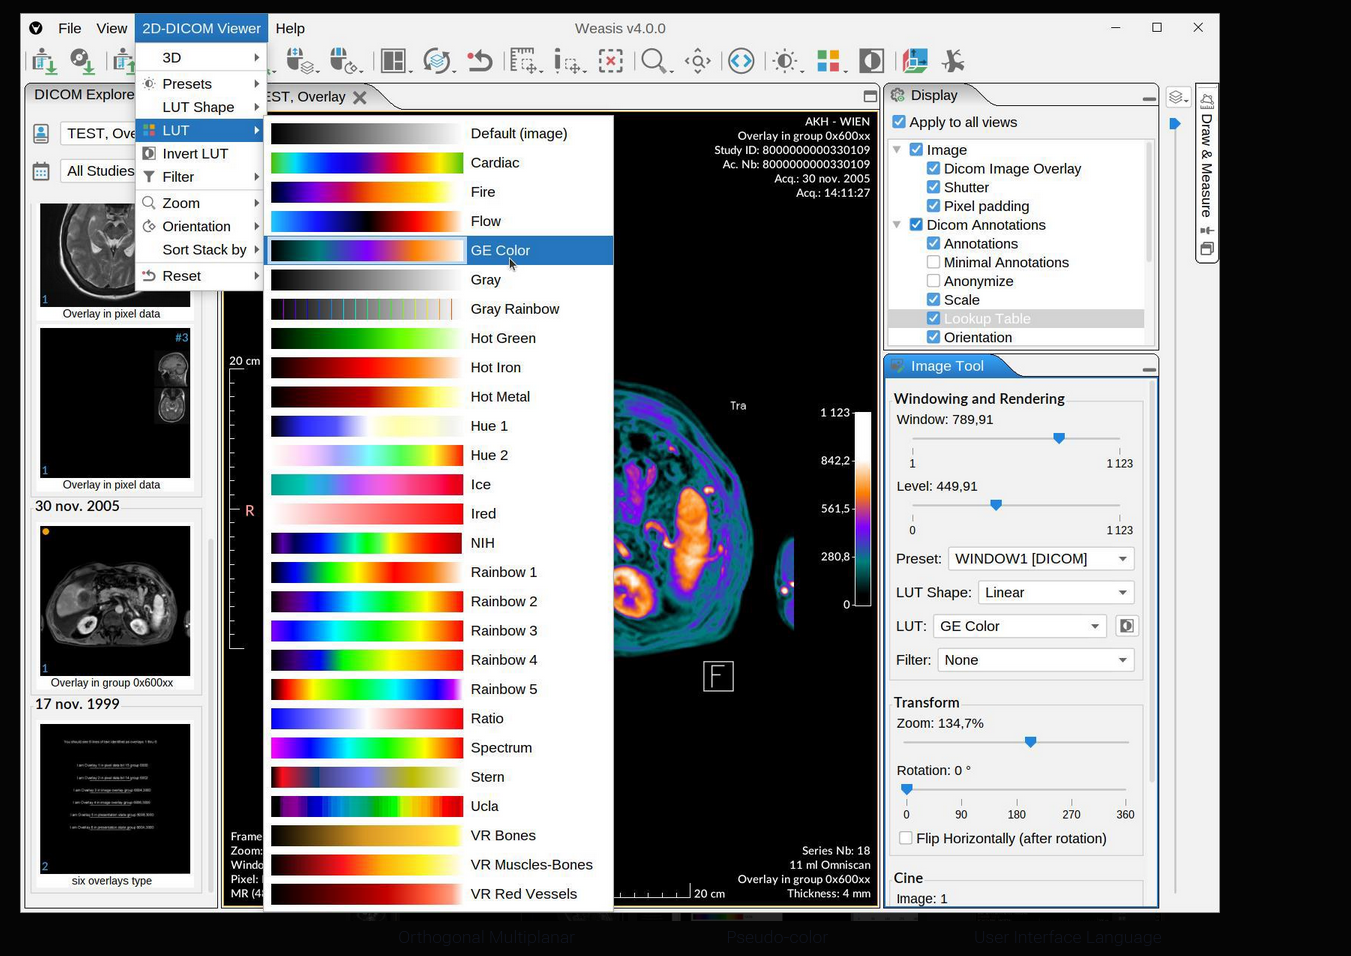 File View 2D-DICOM Viewer Help Weasis v4.0.0
3D
Presets
LUT Shape
LUT
Invert LUT
Filter
Zoom
Orientation
Sort Stack by
Reset
DICOM Explore
TEST, Ove
All Studies
1
Overlay in pixel data
#3
1
Overlay in pixel data
30 nov. 2005
1
Overlay in group 0x600xx
17 nov. 1999
2
six overlays type
EST, Overlay
Default (image)
Cardiac
Fire
Flow
GE Color
Gray
Gray Rainbow
Hot Green
Hot Iron
Hot Metal
Hue 1
Hue 2
Ice
Ired
NIH
Rainbow 1
Rainbow 2
Rainbow 3
Rainbow 4
Rainbow 5
Ratio
Spectrum
Stern
Ucla
VR Bones
VR Muscles-Bones
VR Red Vessels
20 cm
R
Frame
Zoom:
Windo
Pixel:
MR (48
AKH - WIEN
Overlay in group 0x600xx
Study ID: 8000000000330109
Ac. Nb: 8000000000330109
Acq.: 30 nov. 2005
Acq.: 14:11:27
Tra
1 123
842,2
561,5
280,8
0
F
20 cm
Series Nb: 18
11 ml Omniscan
Overlay in group 0x600xx
Thickness: 4 mm
Display
Apply to all views
Image
Dicom Image Overlay
Shutter
Pixel padding
Dicom Annotations
Annotations
Minimal Annotations
Anonymize
Scale
Lookup Table
Orientation
Image Tool
Windowing and Rendering
Window: 789,91
1 1 123
Level: 449,91
0 1 123
Preset: WINDOW1 [DICOM]
LUT Shape: Linear
LUT: GE Color
Filter: None
Transform
Zoom: 134,7%
Rotation: 0 °
0 90 180 270 360
Flip Horizontally (after rotation)
Cine
Image: 1
Draw & Measure
Orthogonal Multiplanar Pseudo-color User Interface Language